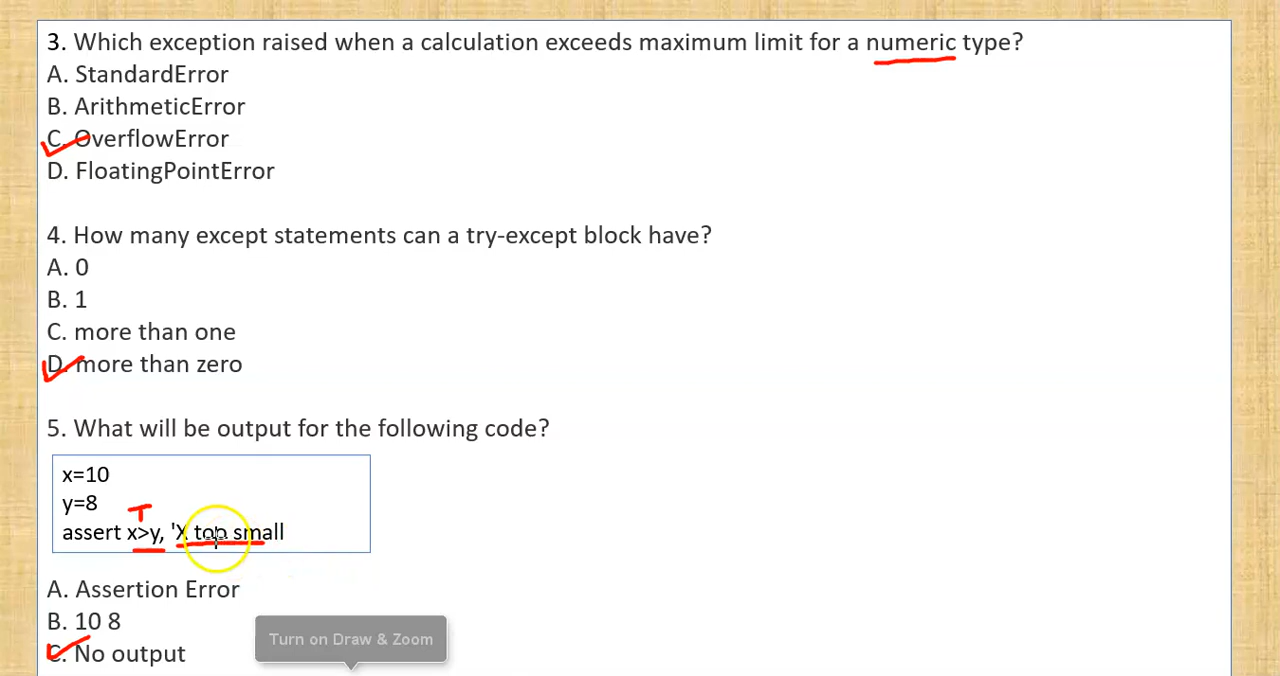 3. Which exception raised when a calculation exceeds maximum limit for a numeric type?
A. StandardError
B. ArithmeticError
C. OverflowError
D. FloatingPointError
4. How many except statements can a try-except block have?
A. 0
B. 1
C. more than one
D. more than zero
5. What will be output for the following code?
x=10
y=8
T
assert x>y, 'X top small
A. Assertion Error
B. 10 8
C. No output
Turn on Draw & Zoom